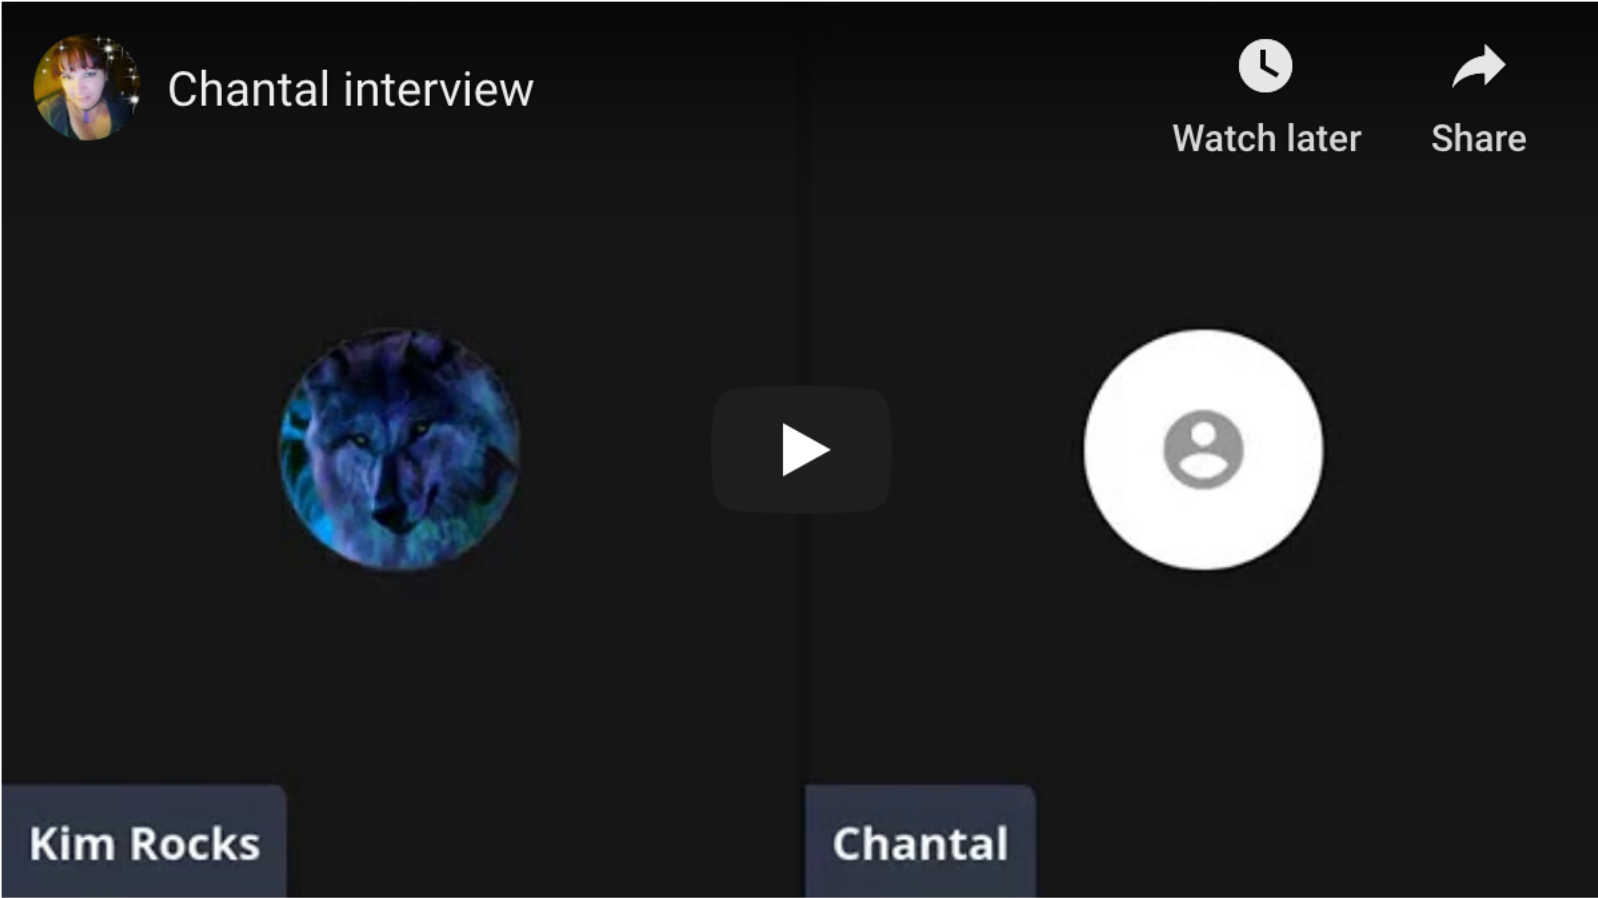 Chantal interview
Watch later
Share
Kim Rocks
Chantal